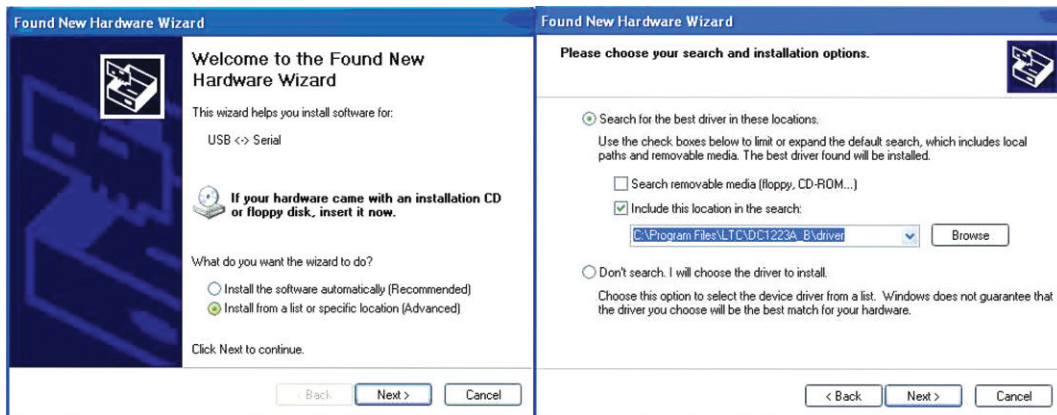 Found New Hardware Wizard
Welcome to the Found New
Hardware Wizard
This wizard helps you install software for:
USB <-> Serial
If your hardware came with an installation CD
or floppy disk, insert it now.
What do you want the wizard to do?
Install the software automatically (Recommended)
Install from a list or specific location (Advanced)
Click Next to continue.
< Back
Next >
Cancel
Found New Hardware Wizard
Please choose your search and installation options.
Search for the best driver in these locations.
Use the check boxes below to limit or expand the default search, which includes local
paths and removable media. The best driver found will be installed.
Search removable media (floppy, CD-ROM...)
Include this location in the search:
C:\Program Files\LTC\DC1223A_B\driver
Browse
Don't search. I will choose the driver to install.
Choose this option to select the device driver from a list. Windows does not guarantee that
the driver you choose will be the best match for your hardware.
< Back
Next >
Cancel